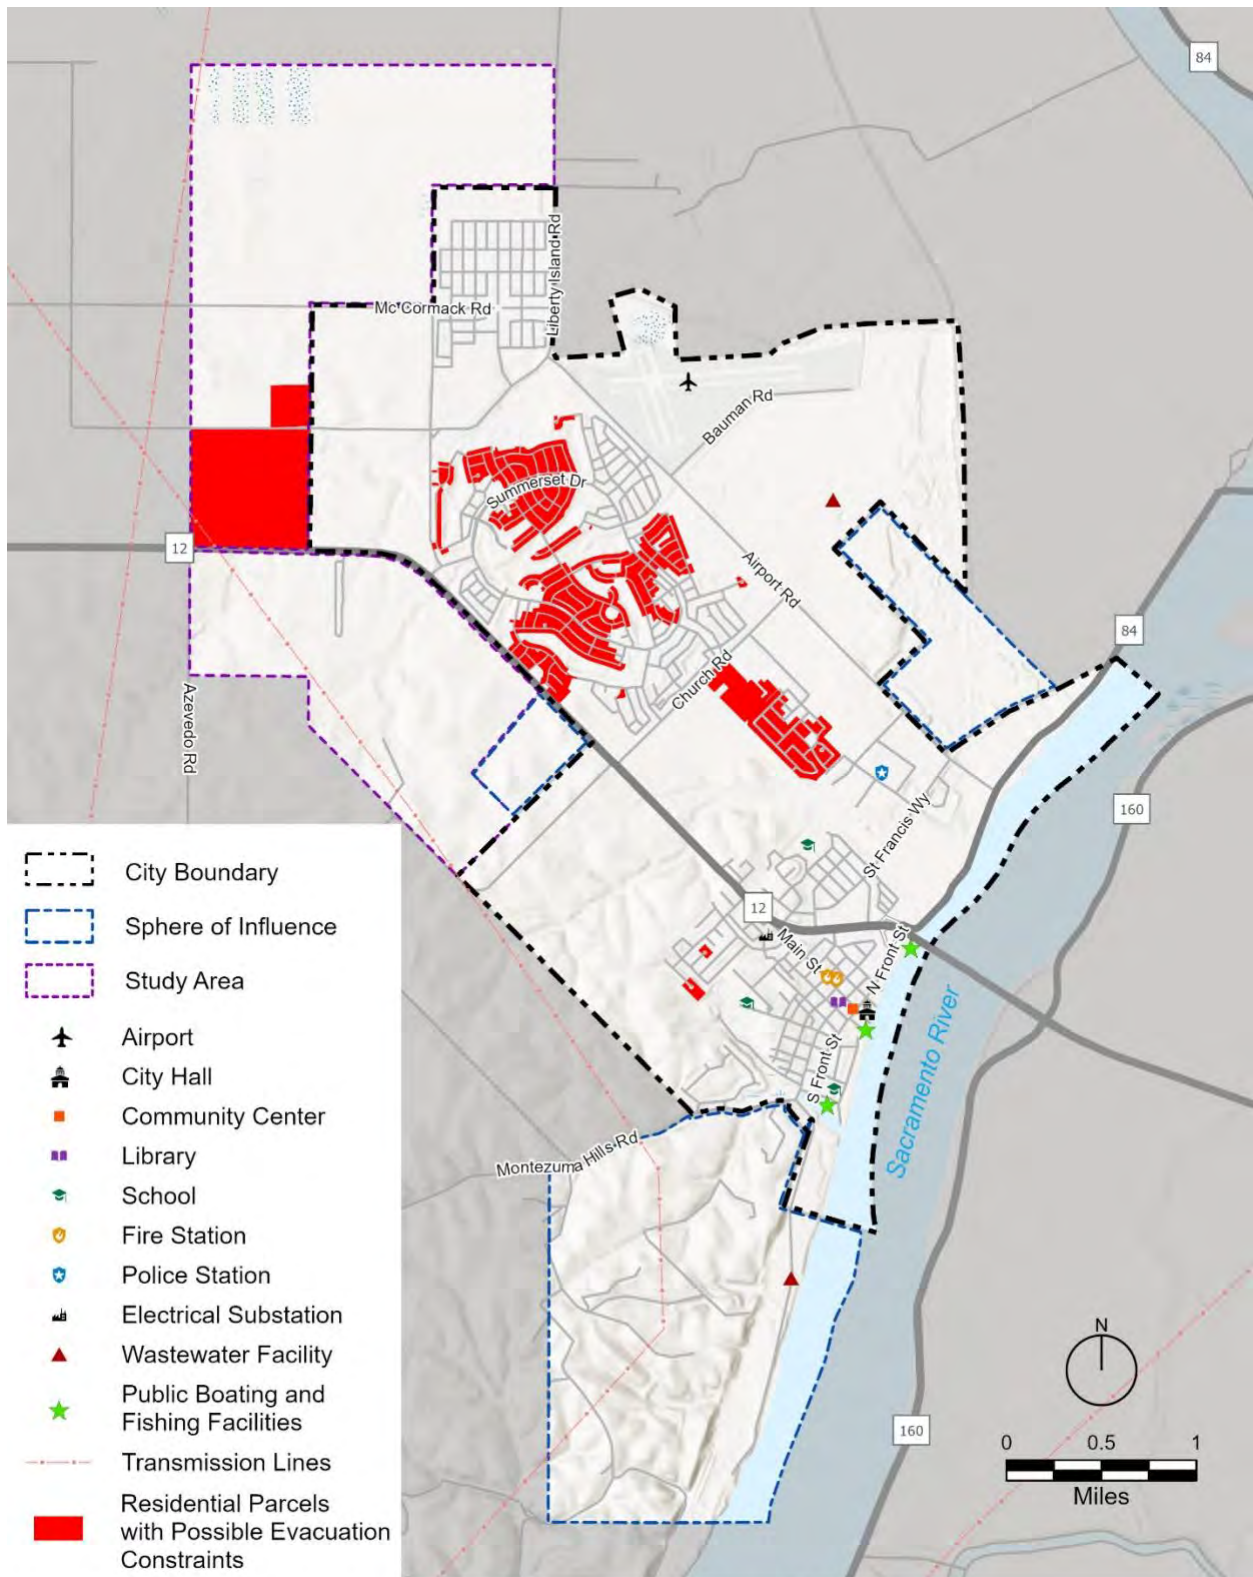 84
Mc Cormack Rd
Liberty Island Rd
Bauman Rd
Summerset Dr
12
Airport Rd
84
Church Rd
Azevedo Rd
160
St Francis Wy
12
Main St
N Front St
Sacramento River
S Front St
Montezuma Hills Rd
160
City Boundary
Sphere of Influence
Study Area
Airport
City Hall
Community Center
Library
School
Fire Station
Police Station
Electrical Substation
Wastewater Facility
Public Boating and
Fishing Facilities
Transmission Lines
Residential Parcels
with Possible Evacuation
Constraints
N
0 0.5 1
Miles